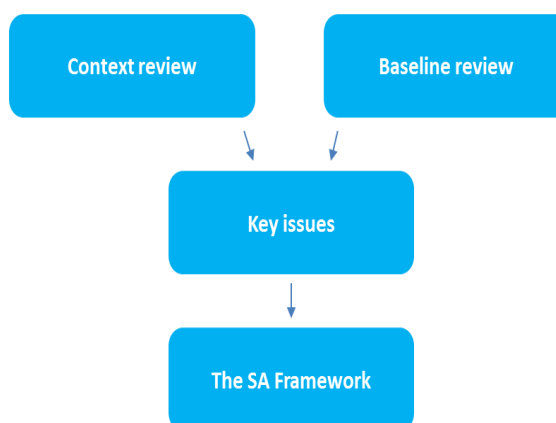 Context review
Baseline review
Key issues
The SA Framework